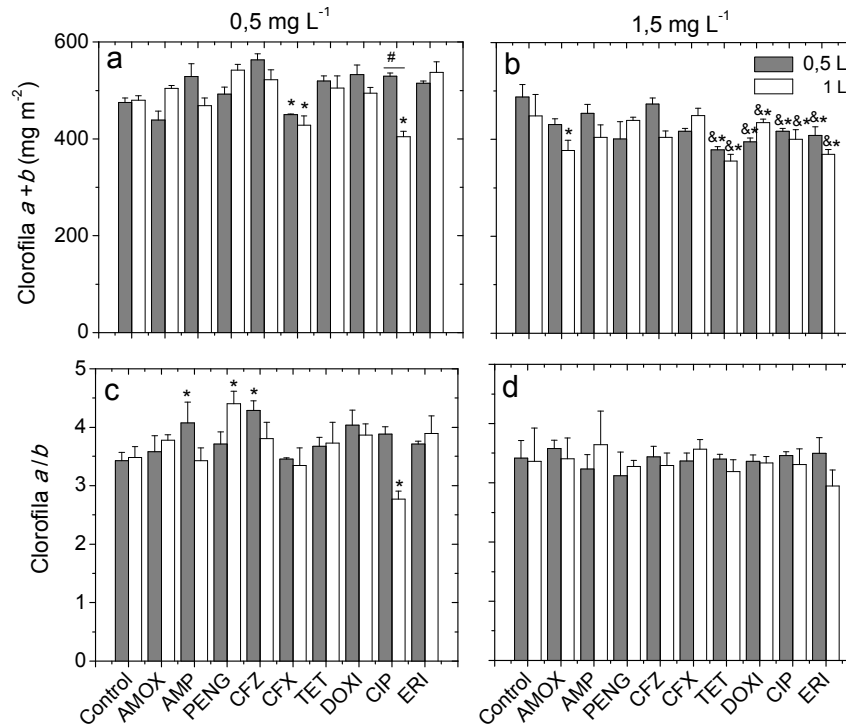 0,5 mg L⁻¹
1,5 mg L⁻¹
Clorofila a+b (mg m⁻²)
600
400
200
0
a
#
*
*
*
b
0,5 L
1 L
*
&* &* &* &* &* &* &* &*
Clorofila a/b
5
4
3
2
1
0
c
*
*
*
*
d
Control AMOX AMP PENG CFZ CFX TET DOXI CIP ERI
Control AMOX AMP PENG CFZ CFX TET DOXI CIP ERI